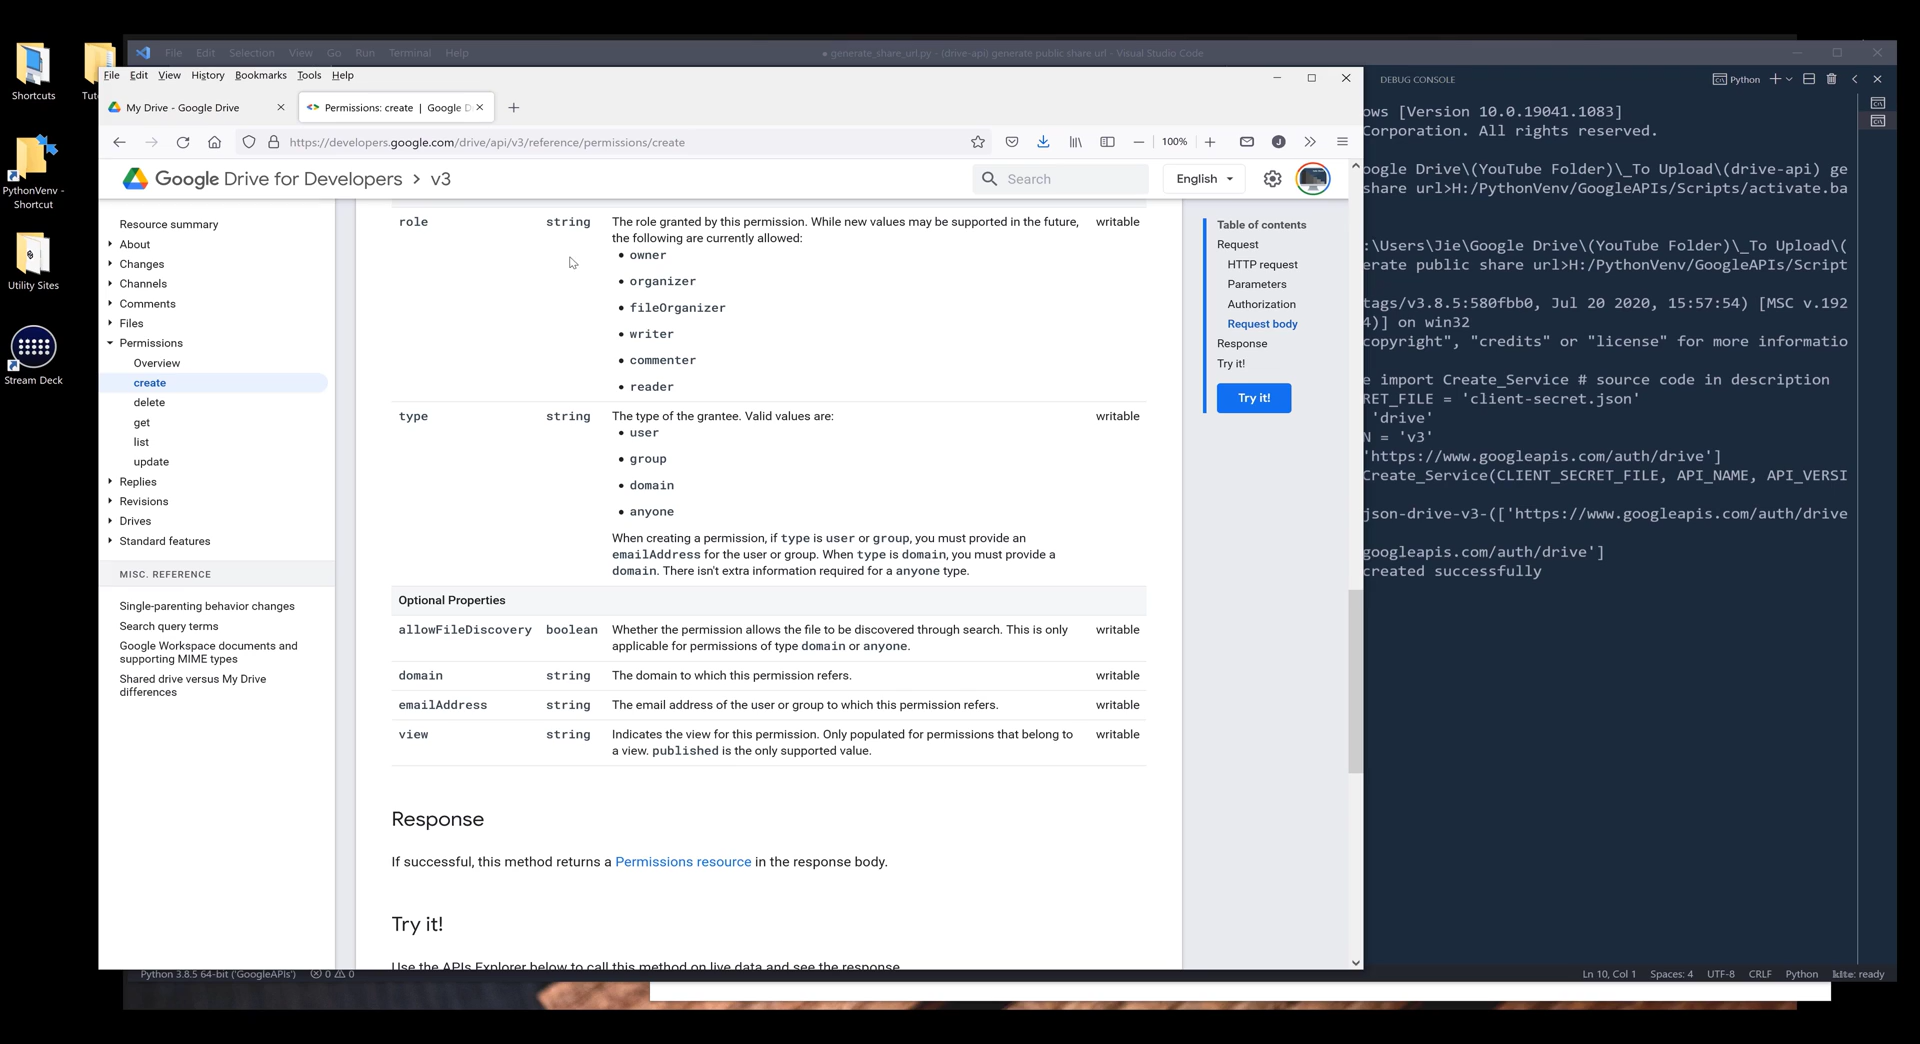 Shortcuts
Tut
PythonVenv -
Shortcut
Utility Sites
Stream Deck
File Edit Selection View Go Run Terminal Help
● generate_share_url.py - (drive-api) generate public share url - Visual Studio Code
File Edit View History Bookmarks Tools Help
My Drive - Google Drive
Permissions: create | Google D
https://developers.google.com/drive/api/v3/reference/permissions/create
100%
J
Google Drive for Developers > v3
Search
English
Resource summary
About
Changes
Channels
Comments
Files
Permissions
Overview
create
delete
get
list
update
Replies
Revisions
Drives
Standard features
MISC. REFERENCE
Single-parenting behavior changes
Search query terms
Google Workspace documents and
supporting MIME types
Shared drive versus My Drive
differences
role string The role granted by this permission. While new values may be supported in the future, writable
the following are currently allowed:
• owner
• organizer
• fileOrganizer
• writer
• commenter
• reader
type string The type of the grantee. Valid values are: writable
• user
• group
• domain
• anyone
When creating a permission, if type is user or group, you must provide an
emailAddress for the user or group. When type is domain, you must provide a
domain. There isn't extra information required for a anyone type.
Optional Properties
allowFileDiscovery boolean Whether the permission allows the file to be discovered through search. This is only writable
applicable for permissions of type domain or anyone.
domain string The domain to which this permission refers. writable
emailAddress string The email address of the user or group to which this permission refers. writable
view string Indicates the view for this permission. Only populated for permissions that belong to writable
a view. published is the only supported value.
Response
If successful, this method returns a Permissions resource in the response body.
Try it!
Use the APIs Explorer below to call this method on live data and see the response.
Table of contents
Request
HTTP request
Parameters
Authorization
Request body
Response
Try it!
Try it!
DEBUG CONSOLE
Python
ows [Version 10.0.19041.1083]
Corporation. All rights reserved.
oogle Drive\(YouTube Folder)\_To Upload\(drive-api) ge
share url>H:/PythonVenv/GoogleAPIs/Scripts/activate.ba
:\Users\Jie\Google Drive\(YouTube Folder)\_To Upload\(
erate public share url>H:/PythonVenv/GoogleAPIs/Script
tags/v3.8.5:580fbb0, Jul 20 2020, 15:57:54) [MSC v.192
4)] on win32
copyright", "credits" or "license" for more informatio
e import Create_Service # source code in description
RET_FILE = 'client-secret.json'
'drive'
N = 'v3'
'https://www.googleapis.com/auth/drive']
Create_Service(CLIENT_SECRET_FILE, API_NAME, API_VERSI
json-drive-v3-(['https://www.googleapis.com/auth/drive
googleapis.com/auth/drive']
created successfully
Python 3.8.5 64-bit ('GoogleAPIs') 0 0
Ln 10, Col 1 Spaces: 4 UTF-8 CRLF Python kite: ready